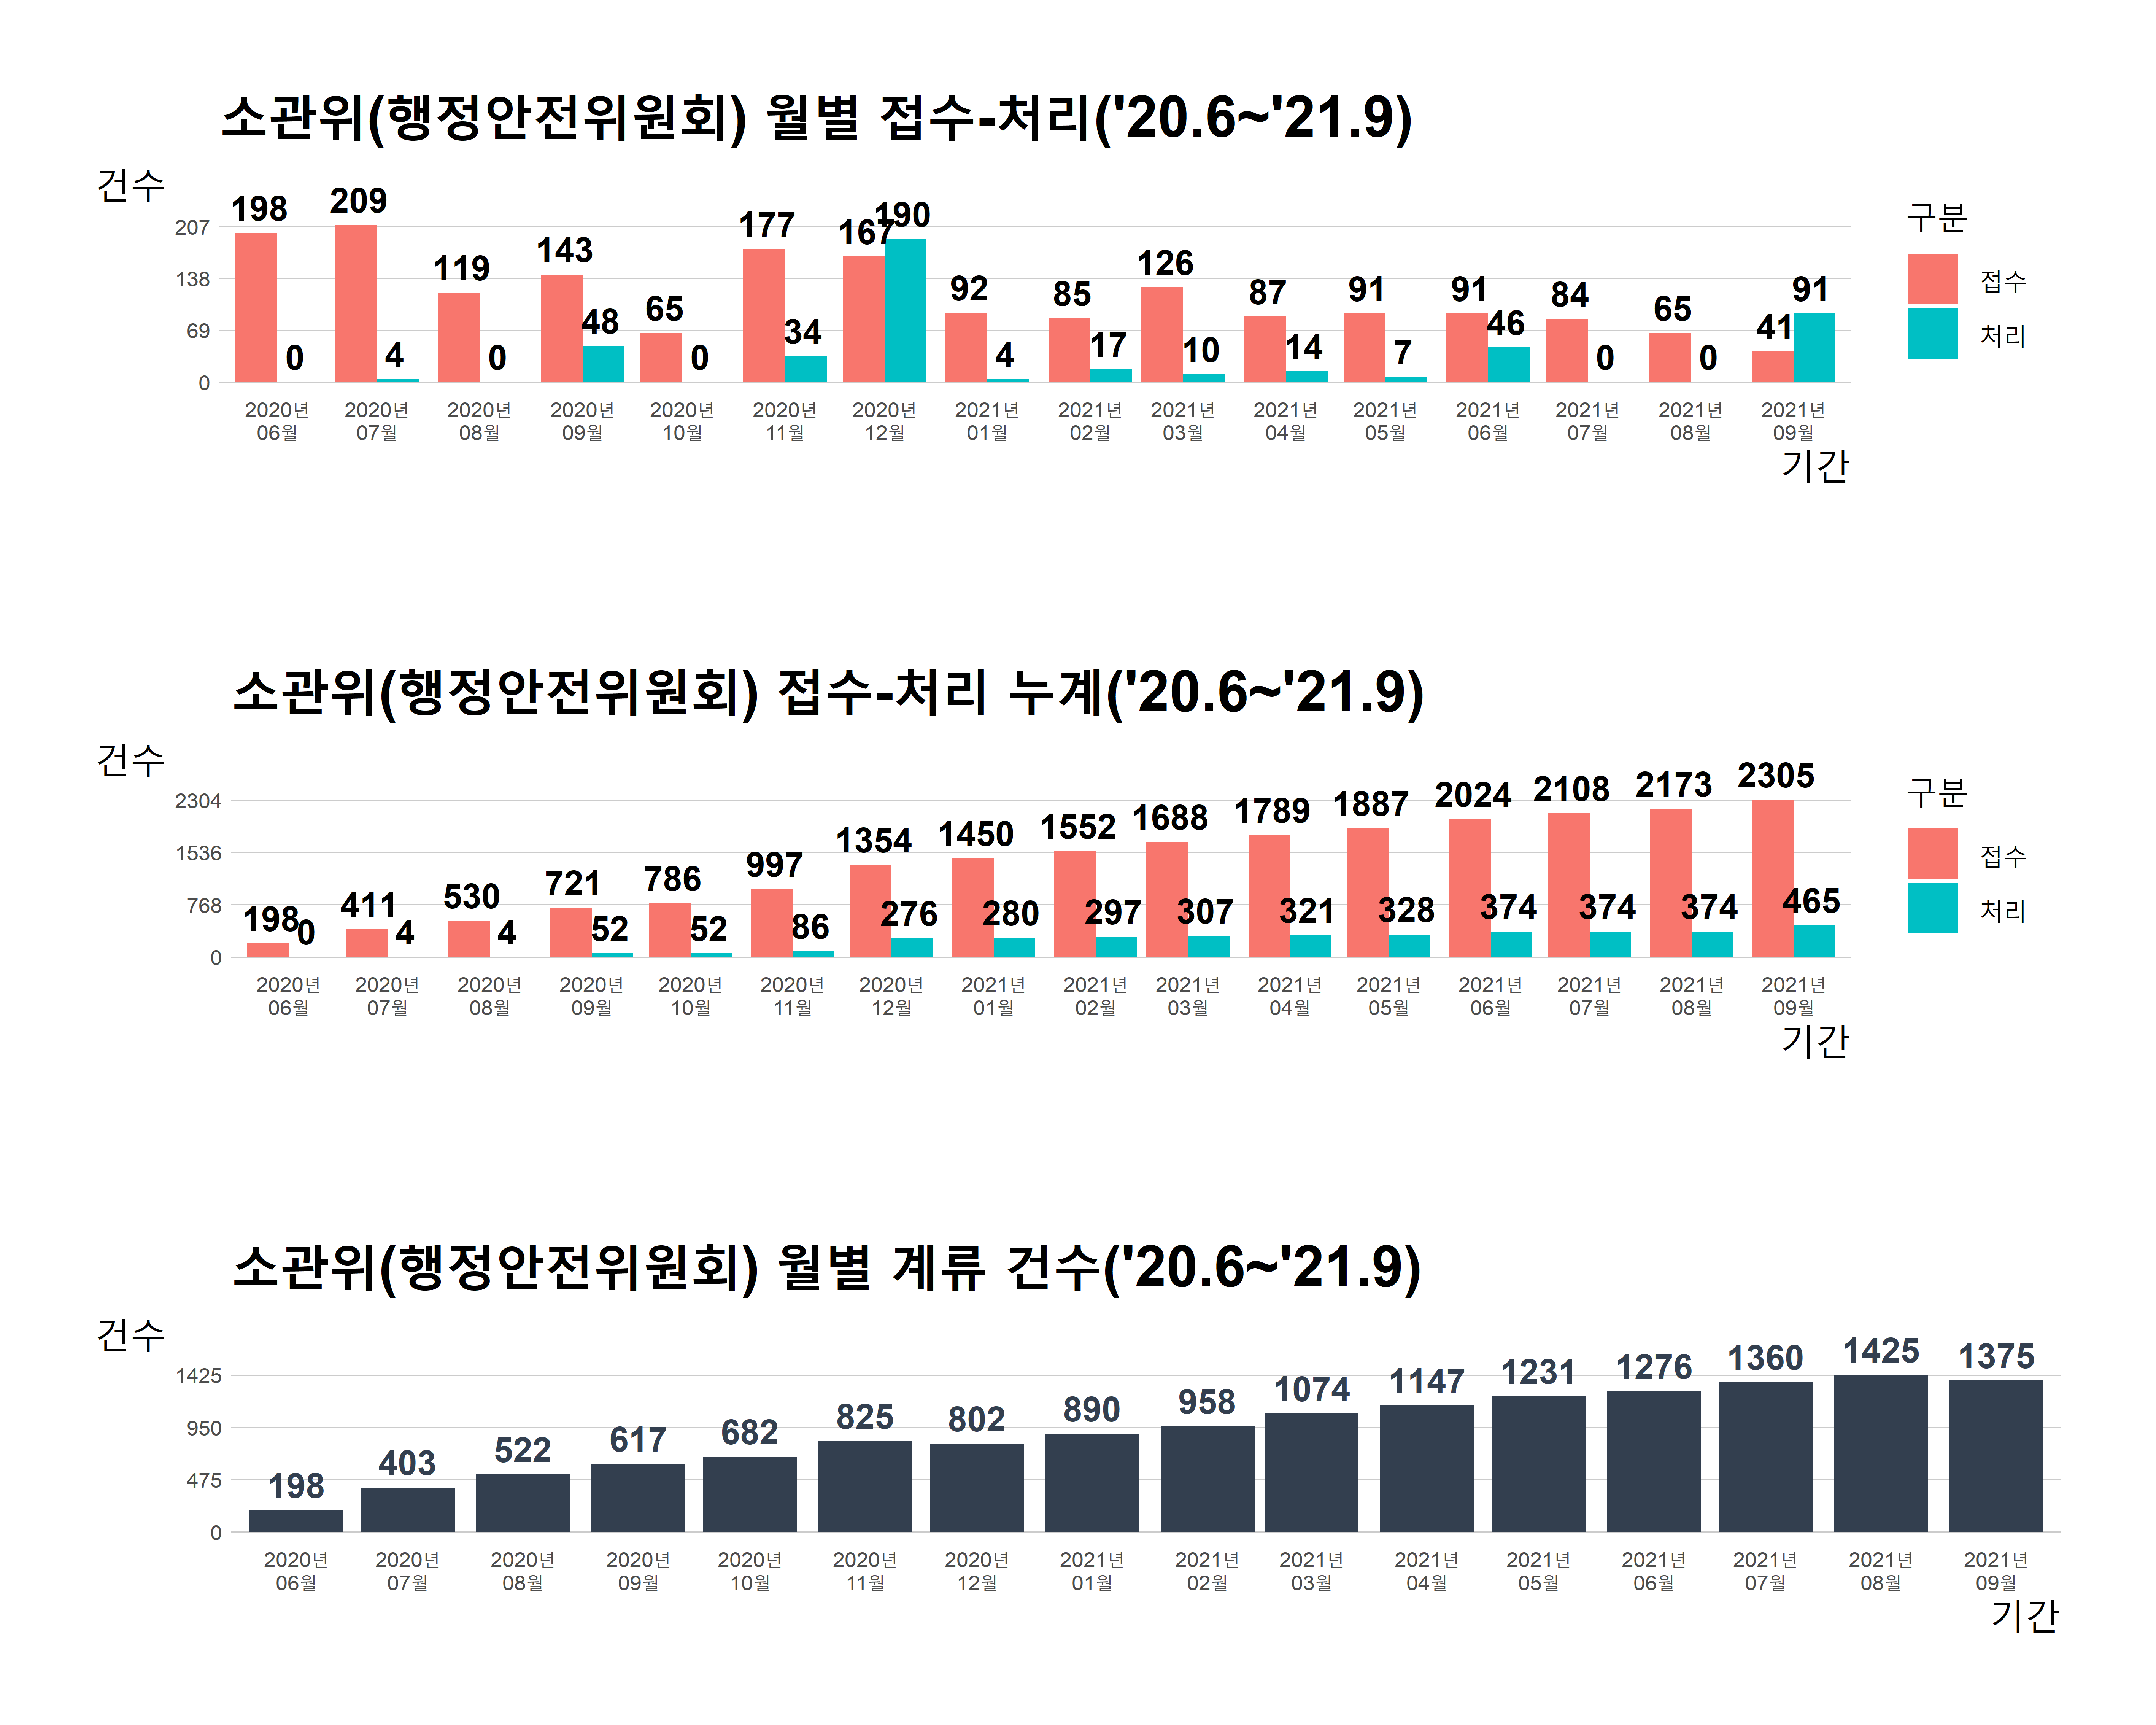 소관위(행정안전위원회) 월별 접수-처리('20.6~'21.9)
건수
207
138
69
0
198 0 209 4 119 0 143 48 65 0 177 34 167 190 92 4 85 17 126 10 87 14 91 7 91 46 84 0 65 0 41 91
2020년 2020년 2020년 2020년 2020년 2020년 2020년 2021년 2021년 2021년 2021년 2021년 2021년 2021년 2021년 2021년
06월 07월 08월 09월 10월 11월 12월 01월 02월 03월 04월 05월 06월 07월 08월 09월
기간
구분
접수
처리
소관위(행정안전위원회) 접수-처리 누계('20.6~'21.9)
건수
2304
1536
768
0
198 0 411 4 530 4 721 52 786 52 997 86 1354 276 1450 280 1552 297 1688 307 1789 321 1887 328 2024 374 2108 374 2173 374 2305 465
2020년 2020년 2020년 2020년 2020년 2020년 2020년 2021년 2021년 2021년 2021년 2021년 2021년 2021년 2021년 2021년
06월 07월 08월 09월 10월 11월 12월 01월 02월 03월 04월 05월 06월 07월 08월 09월
기간
구분
접수
처리
소관위(행정안전위원회) 월별 계류 건수('20.6~'21.9)
건수
1425
950
475
0
198 403 522 617 682 825 802 890 958 1074 1147 1231 1276 1360 1425 1375
2020년 2020년 2020년 2020년 2020년 2020년 2020년 2021년 2021년 2021년 2021년 2021년 2021년 2021년 2021년 2021년
06월 07월 08월 09월 10월 11월 12월 01월 02월 03월 04월 05월 06월 07월 08월 09월
기간